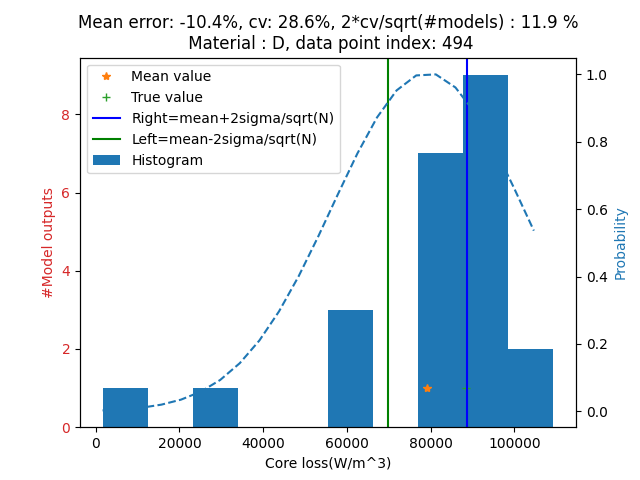 Mean error: -10.4%, cv: 28.6%, 2*cv/sqrt(#models) : 11.9 %
Material : D, data point index: 494
Mean value
True value
Right=mean+2sigma/sqrt(N)
Left=mean-2sigma/sqrt(N)
Histogram
#Model outputs
8
6
4
2
0
1.0
0.8
0.6
0.4
0.2
0.0
Probability
0 20000 40000 60000 80000 100000
Core loss(W/m^3)